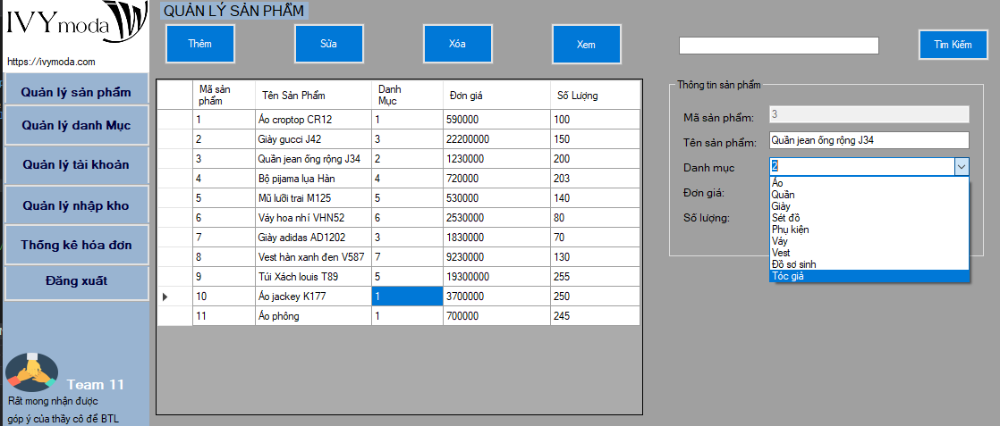 IVY moda
https://ivymoda.com
Quản lý sản phẩm
Quản lý danh Mục
Quản lý tài khoản
Quản lý nhập kho
Thống kê hóa đơn
Đăng xuất
Team 11
Rất mong nhận được
góp ý của thầy cô để BTL
QUẢN LÝ SẢN PHẨM
Thêm Sửa Xóa Xem Tìm Kiếm
Mã sản phẩm Tên Sản Phẩm Danh Mục Đơn giá Số Lượng
1 Áo croptop CR12 1 590000 100
2 Giày gucci J42 3 22200000 150
3 Quần jean ống rộng J34 2 1230000 200
4 Bộ pijama lụa Hàn 4 720000 203
5 Mũ lưỡi trai M125 5 530000 140
6 Váy hoa nhí VHN52 6 2530000 80
7 Giày adidas AD1202 3 1830000 70
8 Vest hàn xanh đen V587 7 9230000 130
9 Túi Xách louis T89 5 19300000 255
10 Áo jackey K177 1 3700000 250
11 Áo phông 1 700000 245
Thông tin sản phẩm
Mã sản phẩm: 3
Tên sản phẩm: Quần jean ống rộng J34
Danh mục 2
Đơn giá:
Số lượng:
Áo
Quần
Giày
Sét đồ
Phụ kiện
Váy
Vest
Đồ sơ sinh
Tóc giả